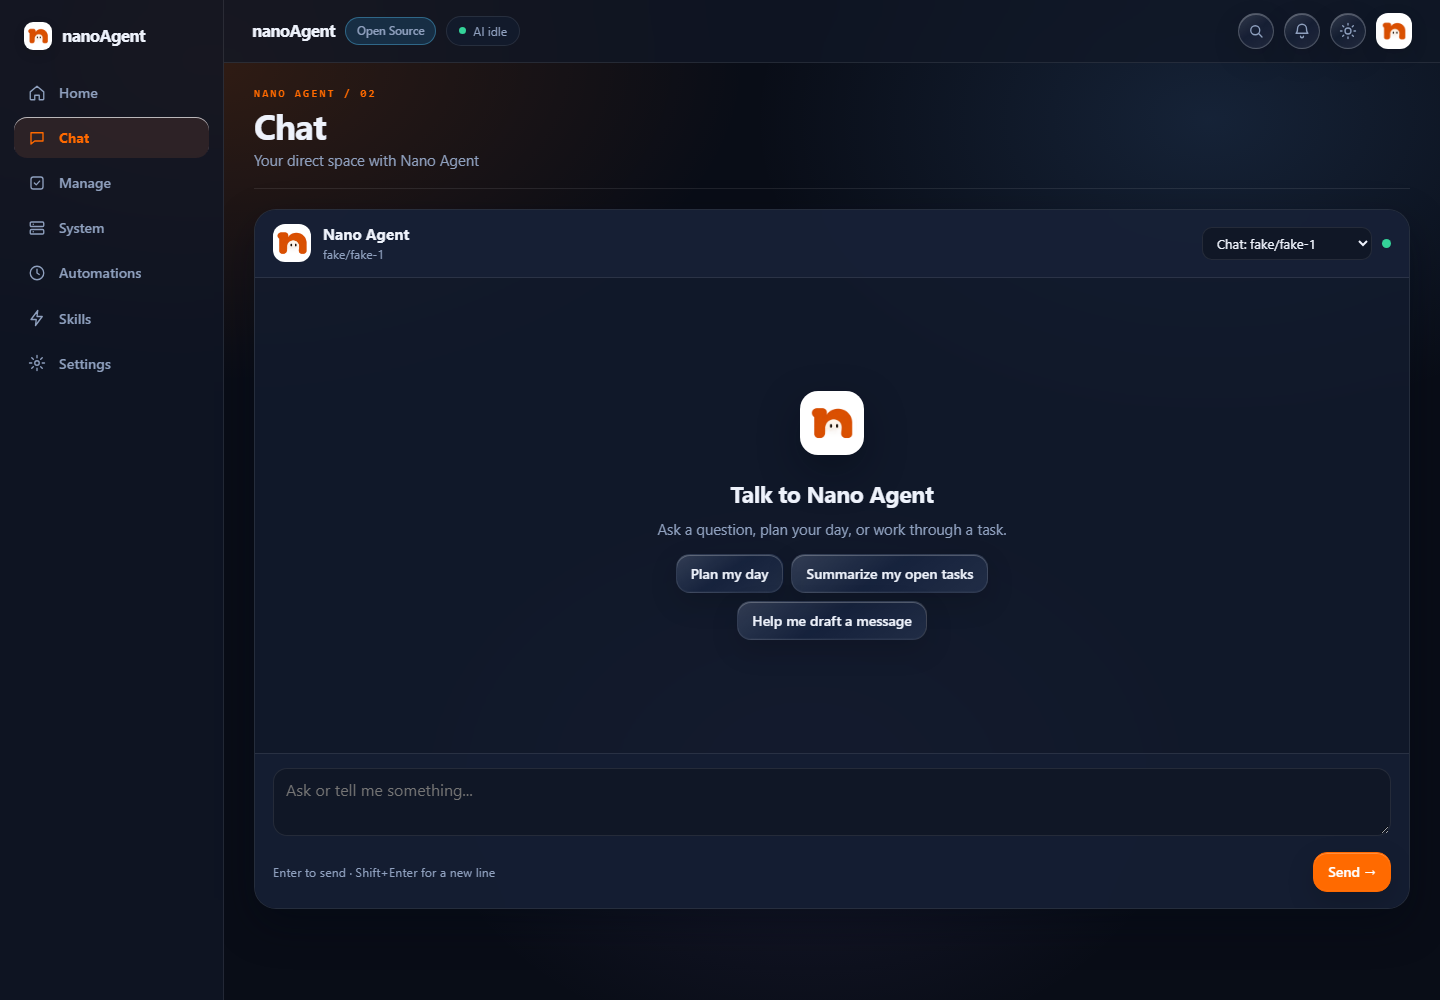 nanoAgent
Home
Chat
Manage
System
Automations
Skills
Settings
nanoAgent
Open Source
AI idle
NANO AGENT / 02
Chat
Your direct space with Nano Agent
Nano Agent
fake/fake-1
Chat: fake/fake-1
Talk to Nano Agent
Ask a question, plan your day, or work through a task.
Plan my day
Summarize my open tasks
Help me draft a message
Ask or tell me something...
Enter to send · Shift+Enter for a new line
Send →